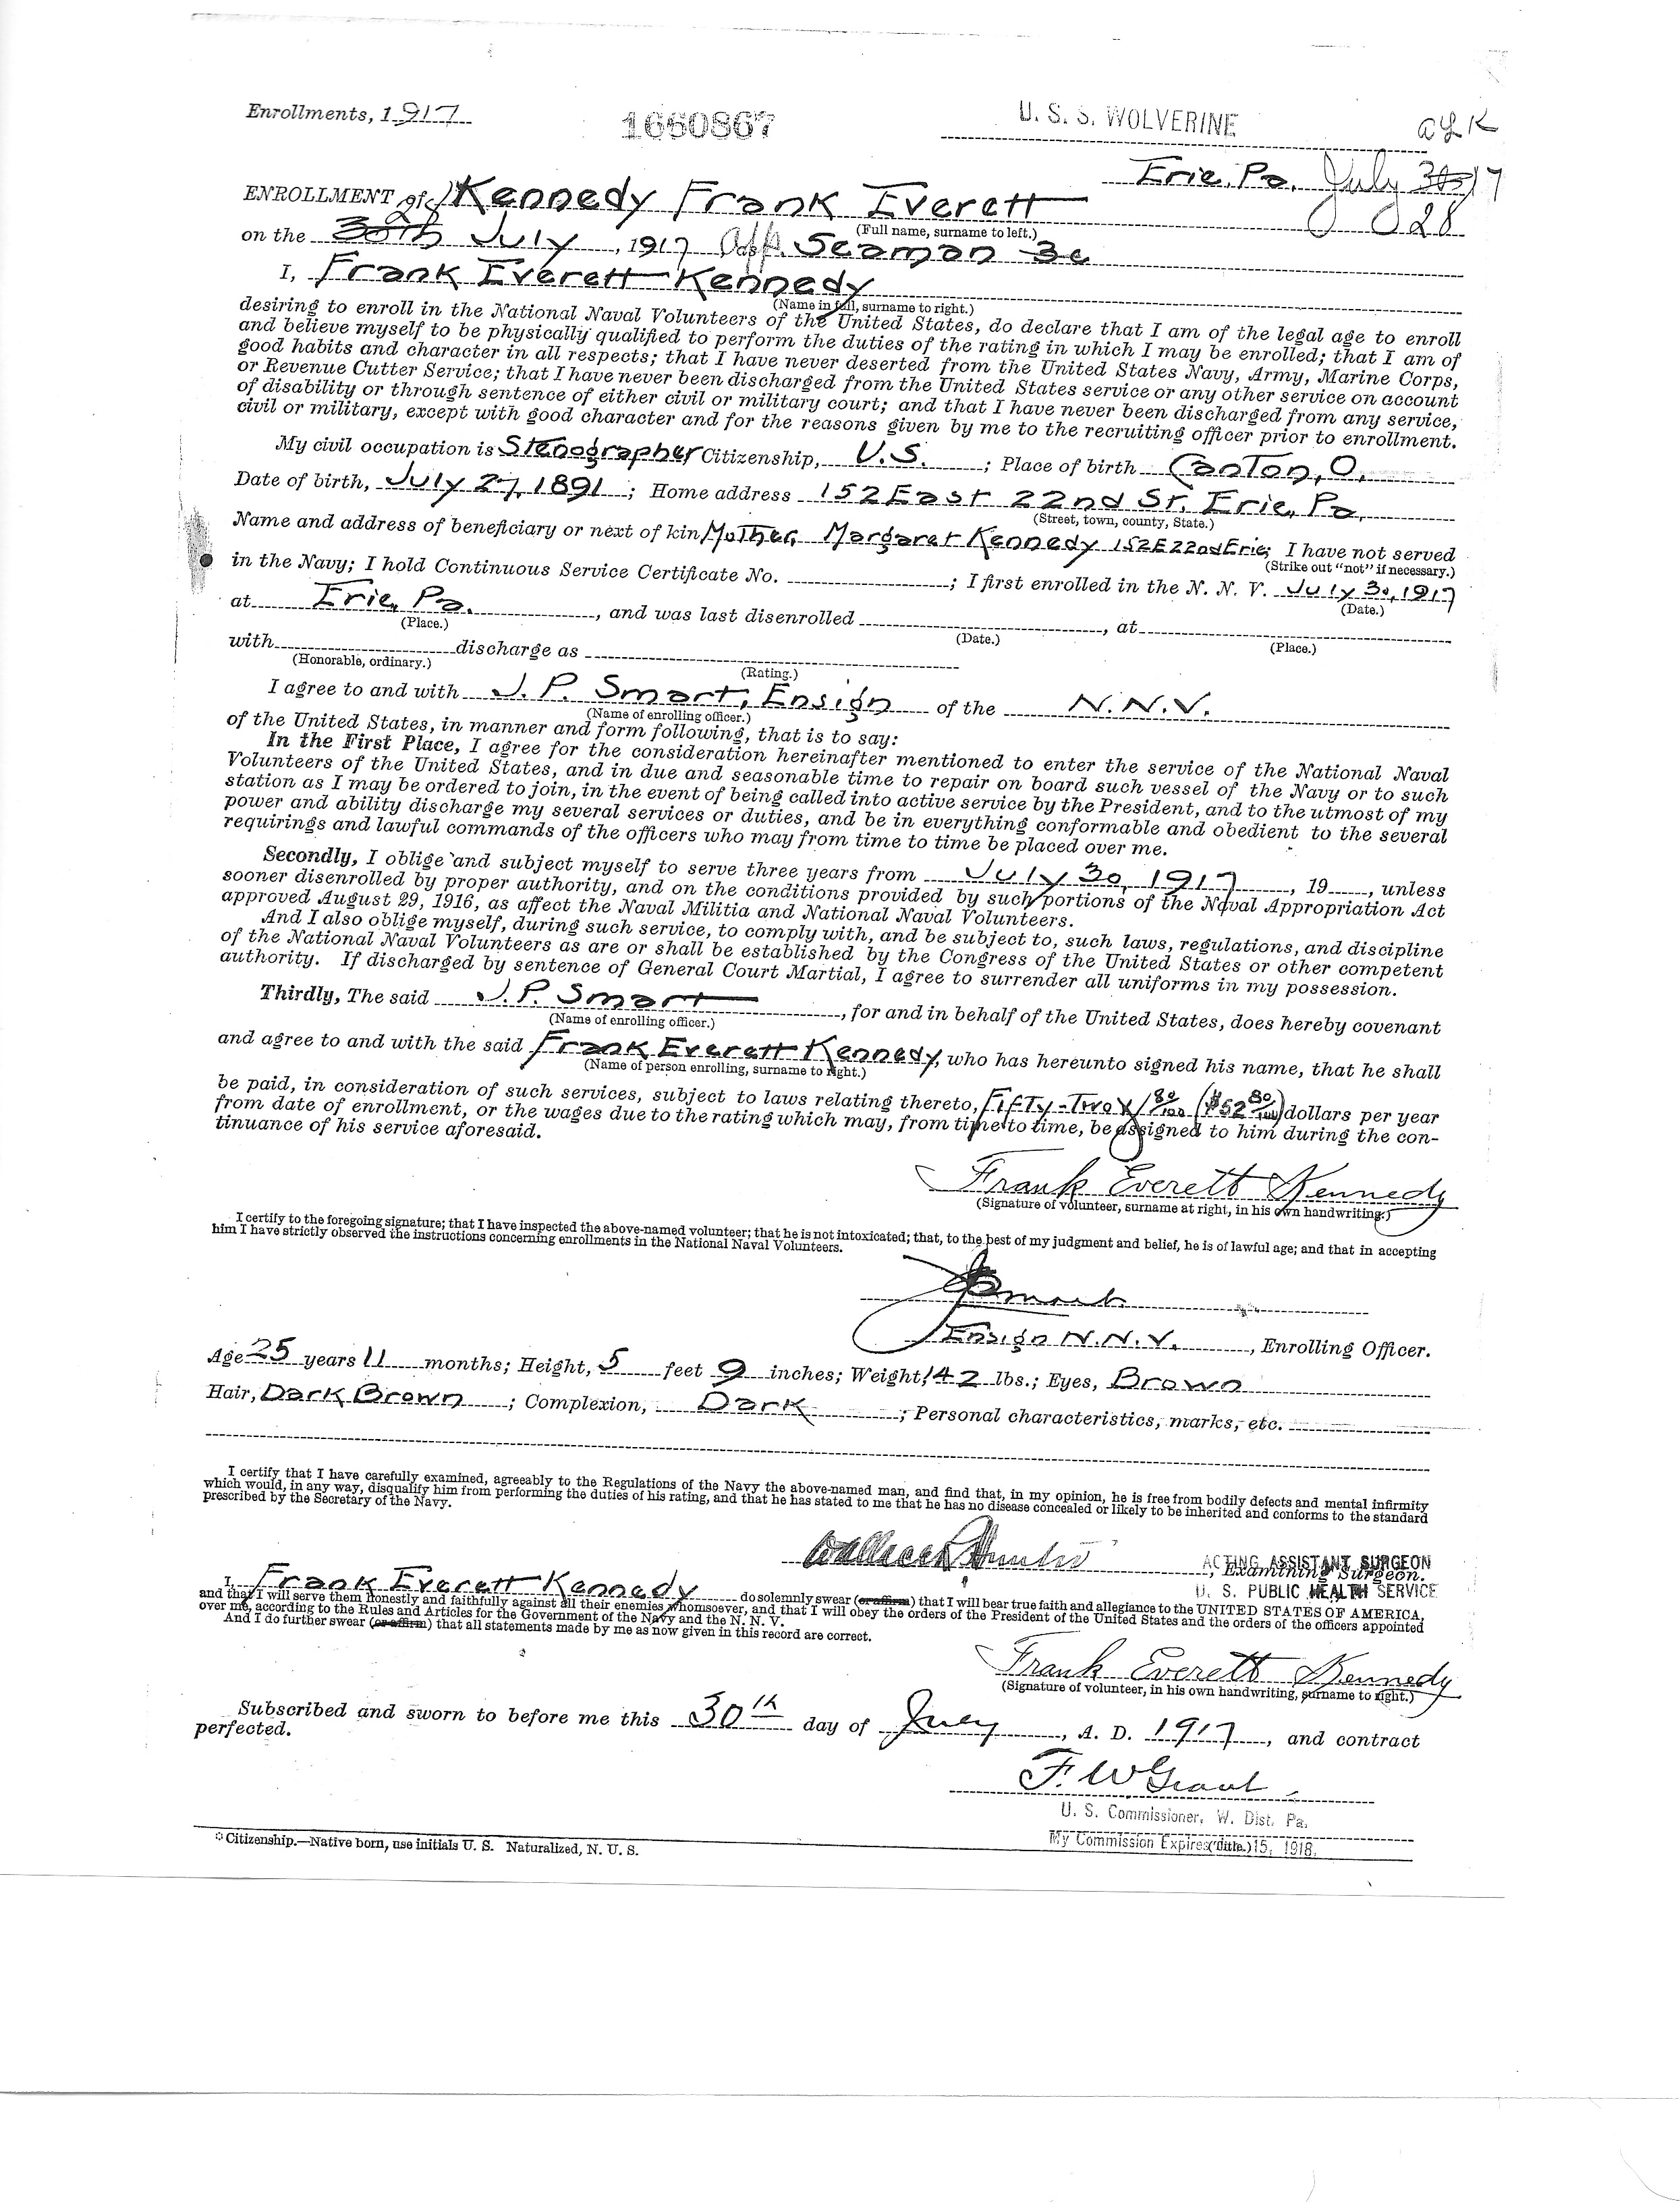 Enrollments, 1917
1660867
U. S. S. WOLVERINE
Erie, Pa. July 30, 17
28
ENROLLMENT of Kennedy Frank Everett
(Full name, surname to left.)
on the 30th July, 1917 App. Seaman 3c
I, Frank Everett Kennedy
(Name in full, surname to right.)
desiring to enroll in the National Naval Volunteers of the United States, do declare that I am of the legal age to enroll
and believe myself to be physically qualified to perform the duties of the rating in which I may be enrolled; that I am of
good habits and character in all respects; that I have never deserted from the United States Navy, Army, Marine Corps,
or Revenue Cutter Service; that I have never been discharged from the United States service or any other service on account
of disability or through sentence of either civil or military court; and that I have never been discharged from any service,
civil or military, except with good character and for the reasons given by me to the recruiting officer prior to enrollment.
My civil occupation is Stenographer Citizenship, U.S. ; Place of birth Canton, O.
Date of birth, July 27, 1891 ; Home address 152 East 22nd St. Erie, Pa.
(Street, town, county, State.)
Name and address of beneficiary or next of kin Mother, Margaret Kennedy 152 E 22nd Erie; I have not served
(Strike out "not" if necessary.)
in the Navy; I hold Continuous Service Certificate No. ; I first enrolled in the N. N. V. July 30, 1917
(Date.)
at Erie, Pa. , and was last disenrolled , at
(Place.) (Date.) (Place.)
with discharge as
(Honorable, ordinary.) (Rating.)
I agree to and with J. P. Smart, Ensign of the N.N.V.
(Name of enrolling officer.)
of the United States, in manner and form following, that is to say:
In the First Place, I agree for the consideration hereinafter mentioned to enter the service of the National Naval
Volunteers of the United States, and in due and seasonable time to repair on board such vessel of the Navy or to such
station as I may be ordered to join, in the event of being called into active service by the President, and to the utmost of my
power and ability discharge my several services or duties, and be in everything conformable and obedient to the several
requirings and lawful commands of the officers who may from time to time be placed over me.
Secondly, I oblige and subject myself to serve three years from July 30, 1917 , 19 , unless
sooner disenrolled by proper authority, and on the conditions provided by such portions of the Naval Appropriation Act
approved August 29, 1916, as affect the Naval Militia and National Naval Volunteers.
And I also oblige myself, during such service, to comply with, and be subject to, such laws, regulations, and discipline
of the National Naval Volunteers as are or shall be established by the Congress of the United States or other competent
authority. If discharged by sentence of General Court Martial, I agree to surrender all uniforms in my possession.
Thirdly, The said J. P. Smart , for and in behalf of the United States, does hereby covenant
(Name of enrolling officer.)
and agree to and with the said Frank Everett Kennedy, who has hereunto signed his name, that he shall
(Name of person enrolling, surname to right.)
be paid, in consideration of such services, subject to laws relating thereto, Fifty-Two 80/100 ($52 80/100) dollars per year
from date of enrollment, or the wages due to the rating which may, from time to time, be assigned to him during the con-
tinuance of his service aforesaid.
Frank Everett Kennedy
(Signature of volunteer, surname at right, in his own handwriting.)
I certify to the foregoing signature; that I have inspected the above-named volunteer; that he is not intoxicated; that, to the best of my judgment and belief, he is of lawful age; and that in accepting
him I have strictly observed the instructions concerning enrollments in the National Naval Volunteers.
JPSmart
Ensign N.N.V. , Enrolling Officer.
Age 25 years 11 months; Height, 5 feet 9 inches; Weight, 142 lbs.; Eyes, Brown
Hair, Dark Brown ; Complexion, Dark ; Personal characteristics, marks, etc.
I certify that I have carefully examined, agreeably to the Regulations of the Navy the above-named man, and find that, in my opinion, he is free from bodily defects and mental infirmity
which would, in any way, disqualify him from performing the duties of his rating, and that he has stated to me that he has no disease concealed or likely to be inherited and conforms to the standard
prescribed by the Secretary of the Navy.
ACTING ASSISTANT SURGEON
, Examining Surgeon.
U. S. PUBLIC HEALTH SERVICE
I, Frank Everett Kennedy do solemnly swear (or affirm) that I will bear true faith and allegiance to the UNITED STATES OF AMERICA,
and that I will serve them honestly and faithfully against all their enemies whomsoever, and that I will obey the orders of the President of the United States and the orders of the officers appointed
over me, according to the Rules and Articles for the Government of the Navy and the N. N. V.
And I do further swear (or affirm) that all statements made by me as now given in this record are correct.
Frank Everett Kennedy
(Signature of volunteer, in his own handwriting, surname to right.)
Subscribed and sworn to before me this 30th day of July , A. D. 1917, and contract
perfected.
F. W Grant
U. S. Commissioner, W. Dist. Pa.
My Commission Expires 15, 1918.
(Title.)
Citizenship.—Native born, use initials U. S. Naturalized, N. U. S.